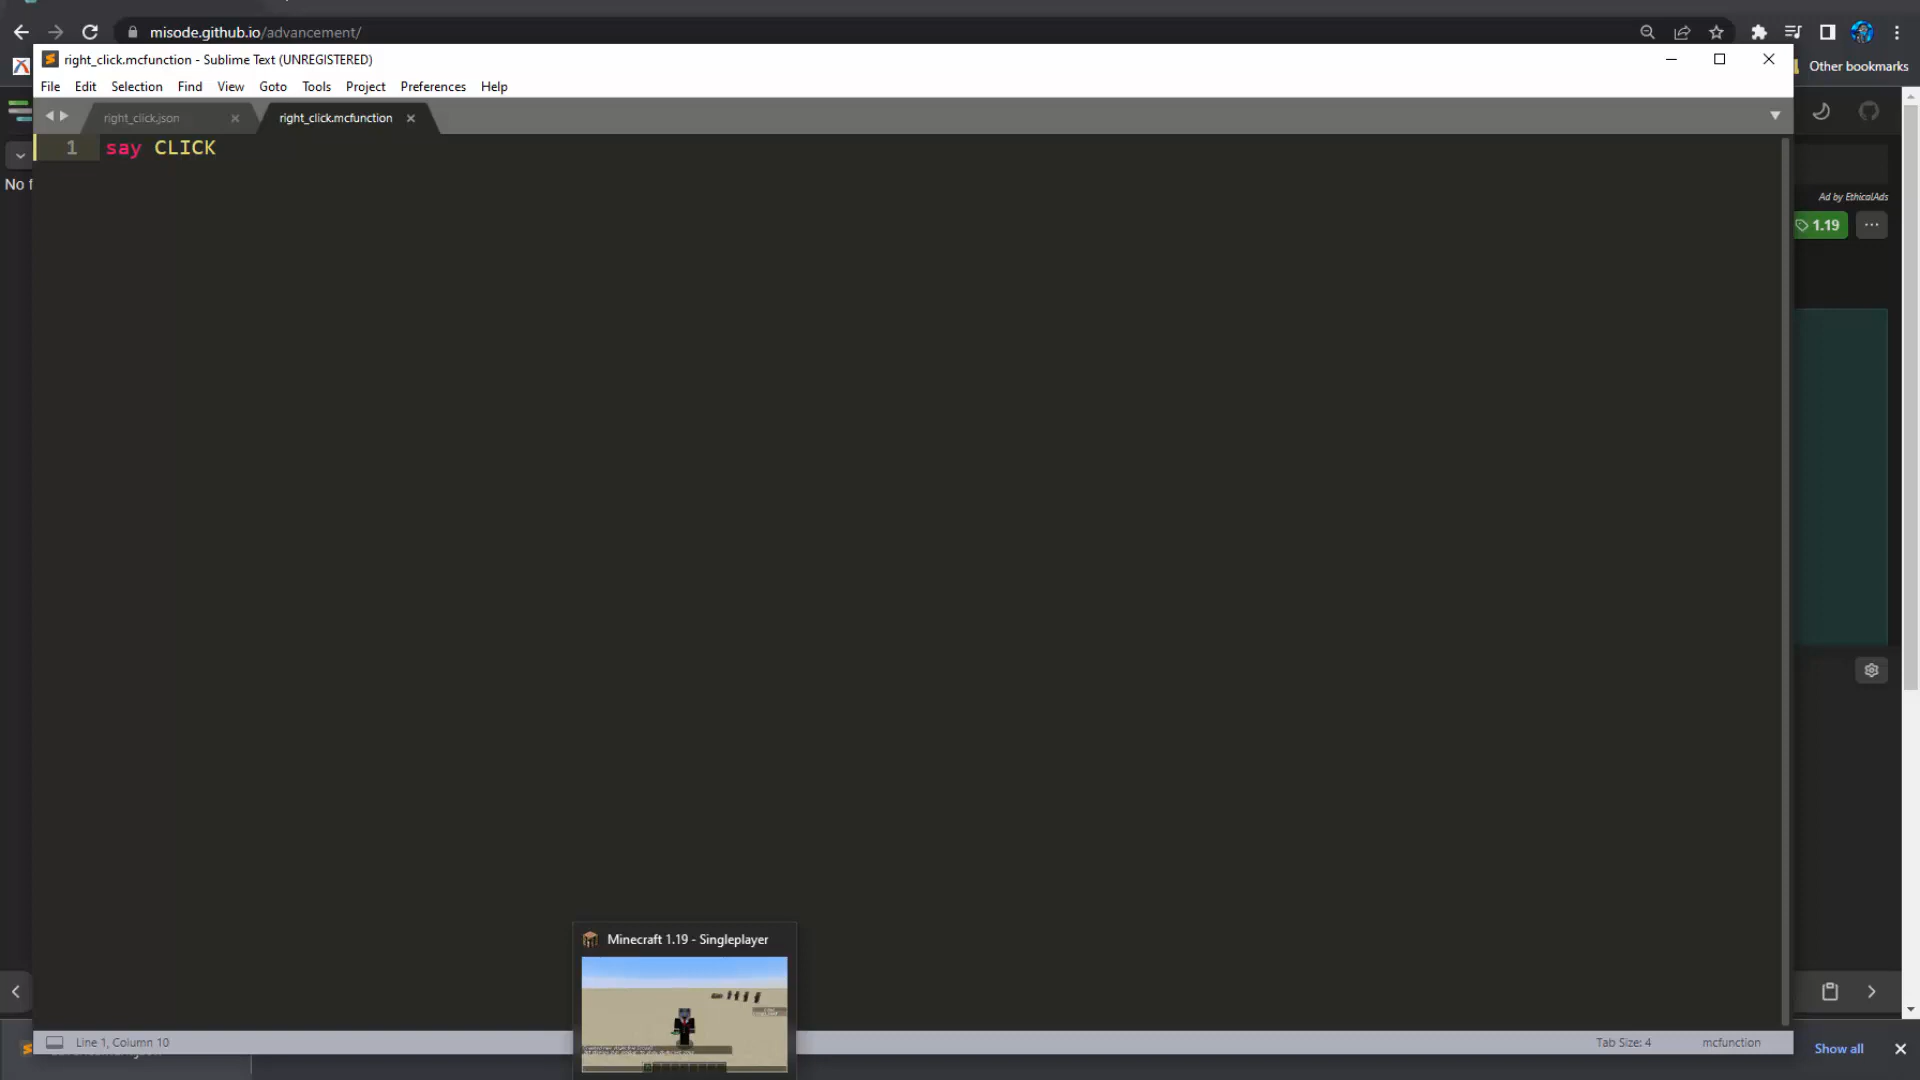 misode.github.io/advancement/
right_click.mcfunction - Sublime Text (UNREGISTERED)
Other bookmarks
File Edit Selection Find View Goto Tools Project Preferences Help
right_click.json
right_click.mcfunction
1 say CLICK
No f
Ad by EthicalAds
1.19
Minecraft 1.19 - Singleplayer
Line 1, Column 10
Tab Size: 4
mcfunction
Show all